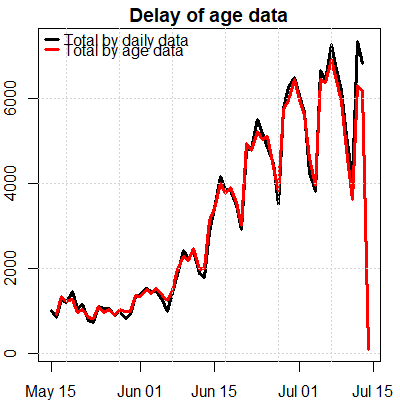 Delay of age data
Total by daily data
Total by age data
6000
4000
2000
0
May 15 Jun 01 Jun 15 Jul 01 Jul 15